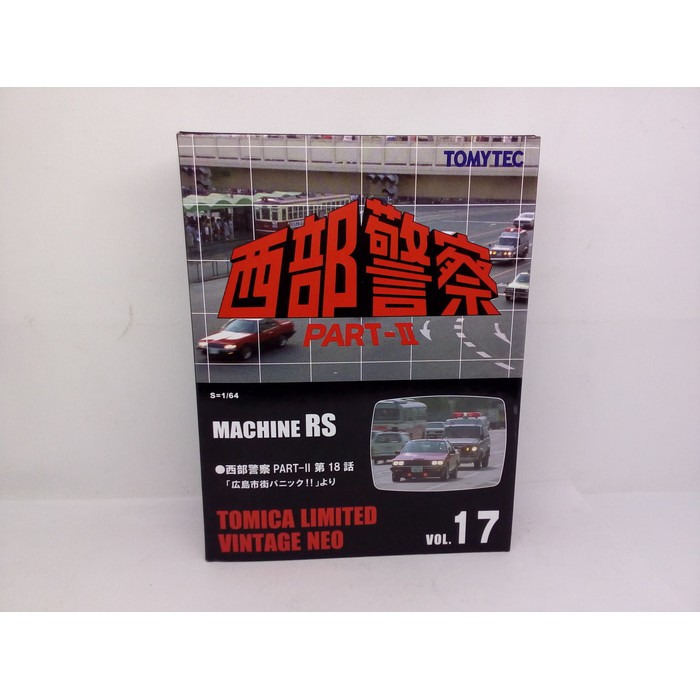 TOMYTEC
西部警察
PART-II
S=1/64
MACHINE RS
●西部警察 PART-II 第18話
「広島市街パニック!!」より
TOMICA LIMITED
VINTAGE NEO
VOL.17